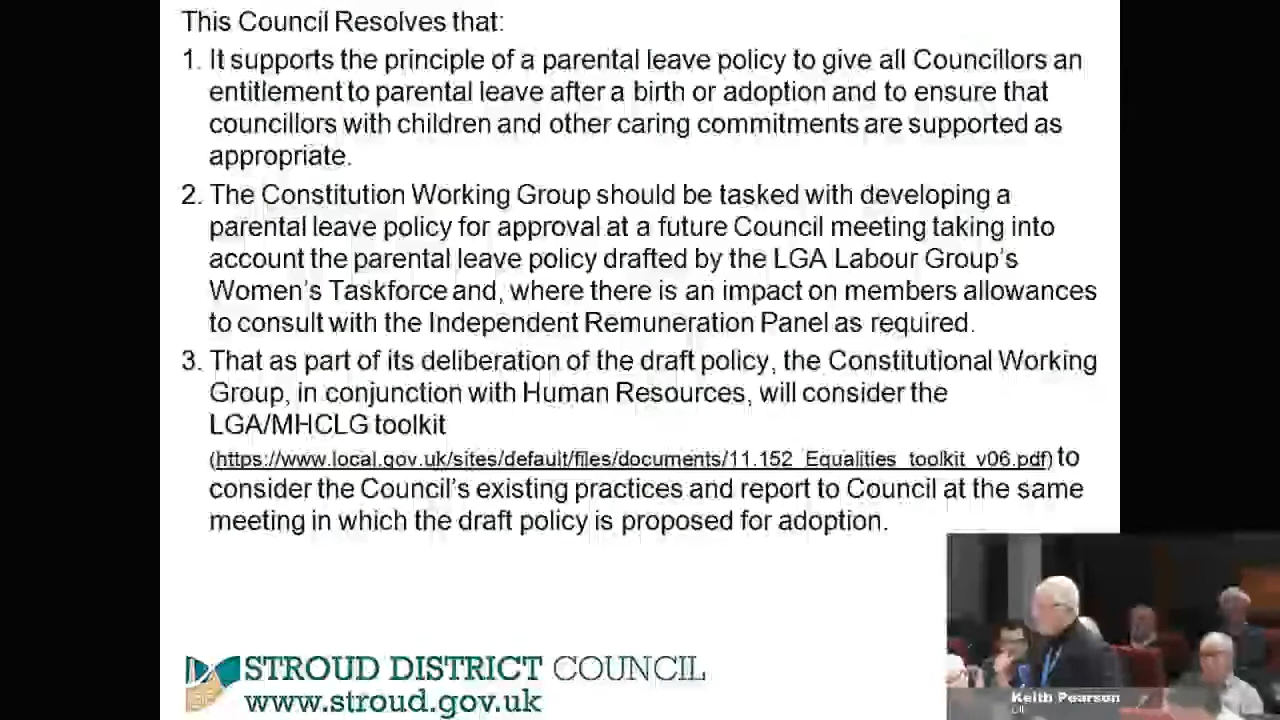 This Council Resolves that:
1. It supports the principle of a parental leave policy to give all Councillors an
entitlement to parental leave after a birth or adoption and to ensure that
councillors with children and other caring commitments are supported as
appropriate.
2. The Constitution Working Group should be tasked with developing a
parental leave policy for approval at a future Council meeting taking into
account the parental leave policy drafted by the LGA Labour Group's
Women's Taskforce and, where there is an impact on members allowances
to consult with the Independent Remuneration Panel as required.
3. That as part of its deliberation of the draft policy, the Constitutional Working
Group, in conjunction with Human Resources, will consider the
LGA/MHCLG toolkit
(https://www.local.gov.uk/sites/default/files/documents/11.152_Equalities_toolkit_v06.pdf) to
consider the Council's existing practices and report to Council at the same
meeting in which the draft policy is proposed for adoption.
STROUD DISTRICT COUNCIL
www.stroud.gov.uk
Keith Pearson